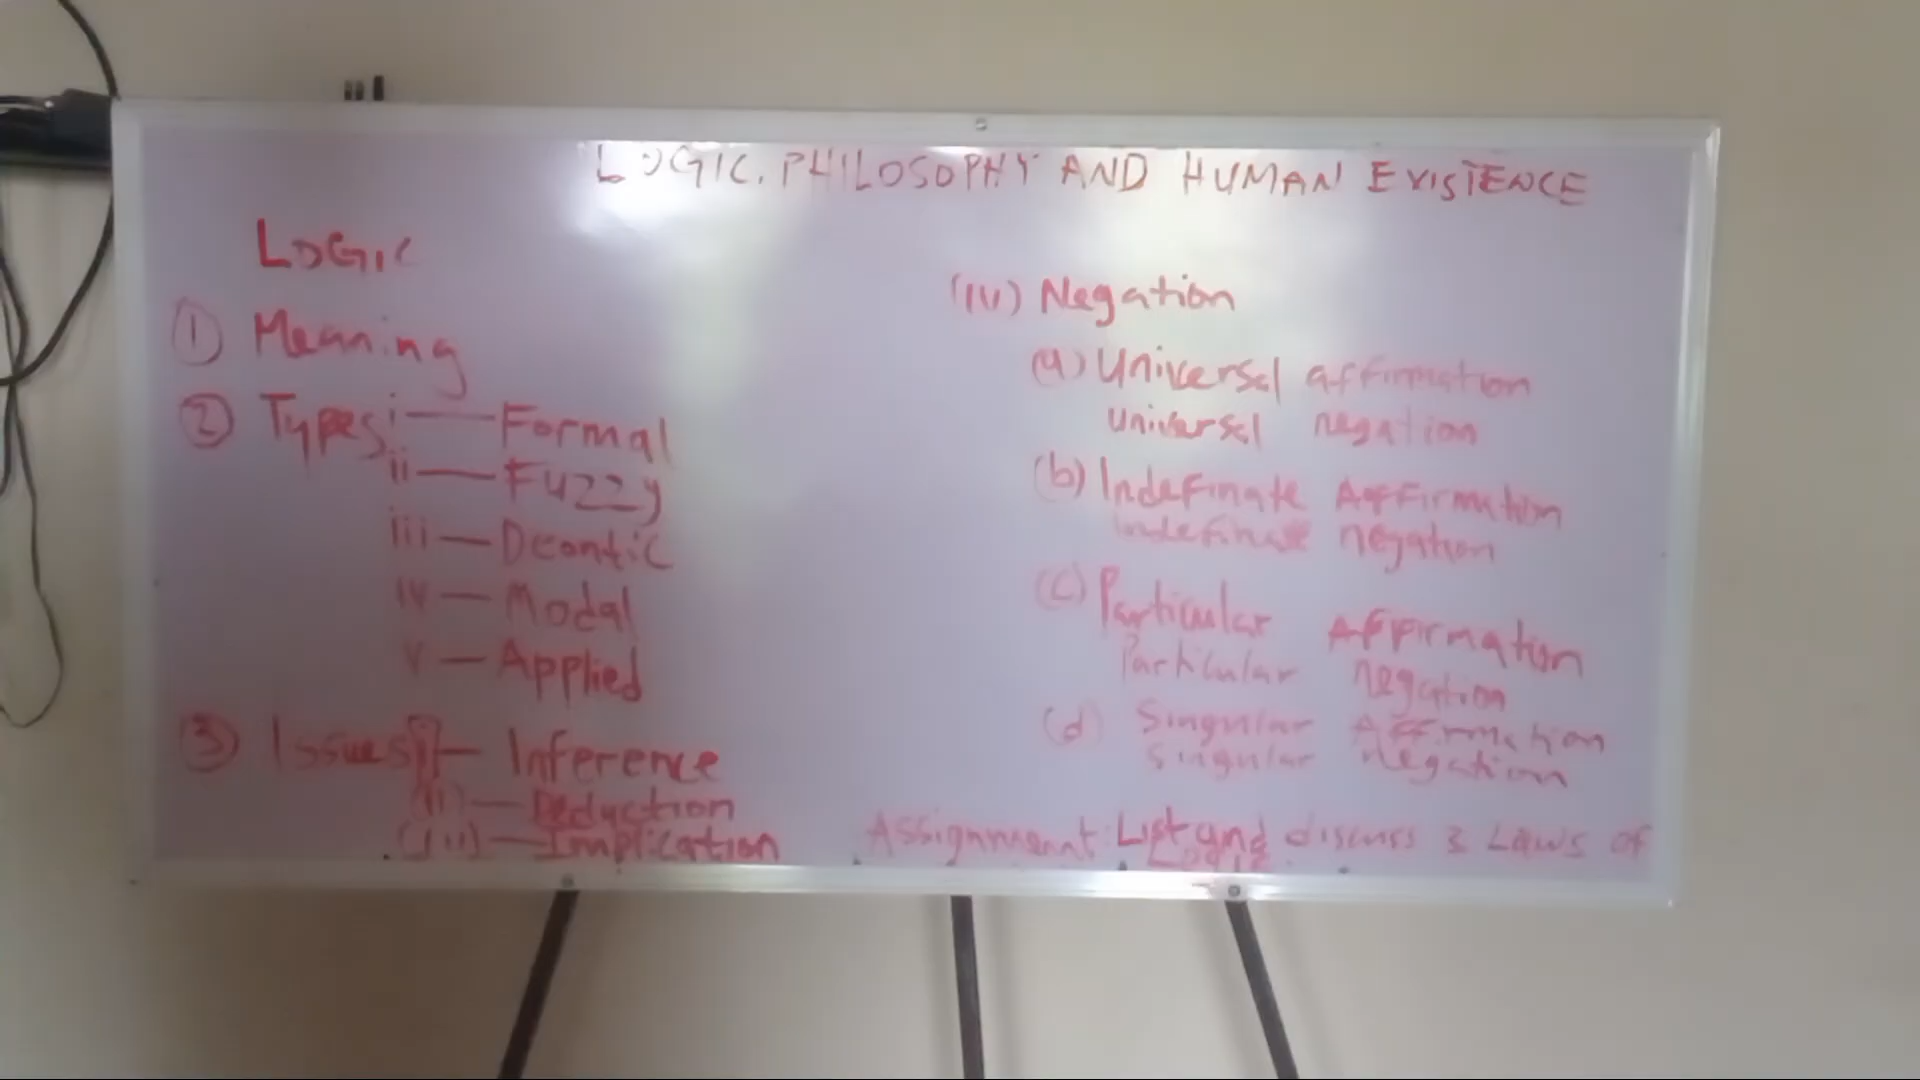 LOGIC, PHILOSOPHY AND HUMAN EXISTENCE
LOGIC
① Meaning
② Types i — Formal
ii — Fuzzy
iii — Deontic
iv — Modal
v — Applied
③ Issues (i) — Inference
(ii) — Deduction
(iii) — Implication
(iv) Negation
(a) Universal affirmation
universal negation
(b) Indefinate Affirmation
indefinate negation
(c) Particular Affirmation
Particular negation
(d) Singular Affirmation
Singular negation
Assignment: List and discuss 3 Laws of
Logic.